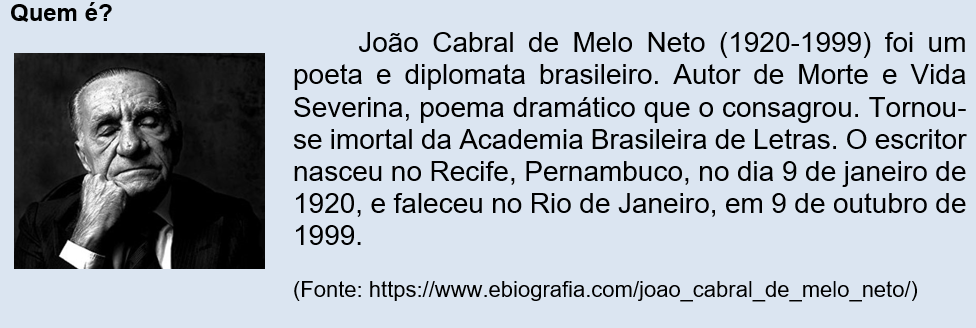 Quem é?
João Cabral de Melo Neto (1920-1999) foi um
poeta e diplomata brasileiro. Autor de Morte e Vida
Severina, poema dramático que o consagrou. Tornou-
se imortal da Academia Brasileira de Letras. O escritor
nasceu no Recife, Pernambuco, no dia 9 de janeiro de
1920, e faleceu no Rio de Janeiro, em 9 de outubro de
1999.
(Fonte: https://www.ebiografia.com/joao_cabral_de_melo_neto/)